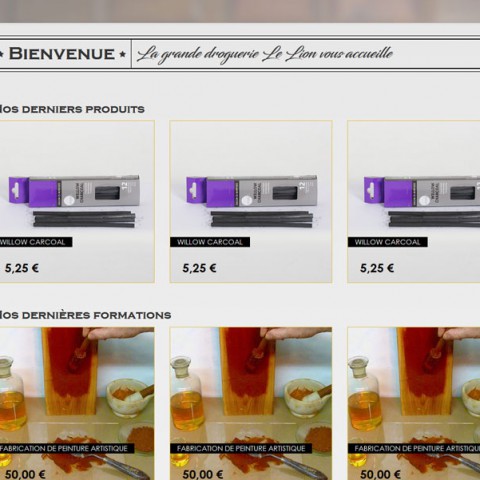 BIENVENUE La grande droguerie Le Lion vous accueille
NOS DERNIERS PRODUITS
WILLOW CARCOAL WILLOW CARCOAL WILLOW CARCOAL
5,25 € 5,25 € 5,25 €
NOS DERNIÈRES FORMATIONS
FABRICATION DE PEINTURE ARTISTIQUE FABRICATION DE PEINTURE ARTISTIQUE FABRICATION DE PEINTURE ARTISTIQUE
50,00 € 50,00 € 50,00 €